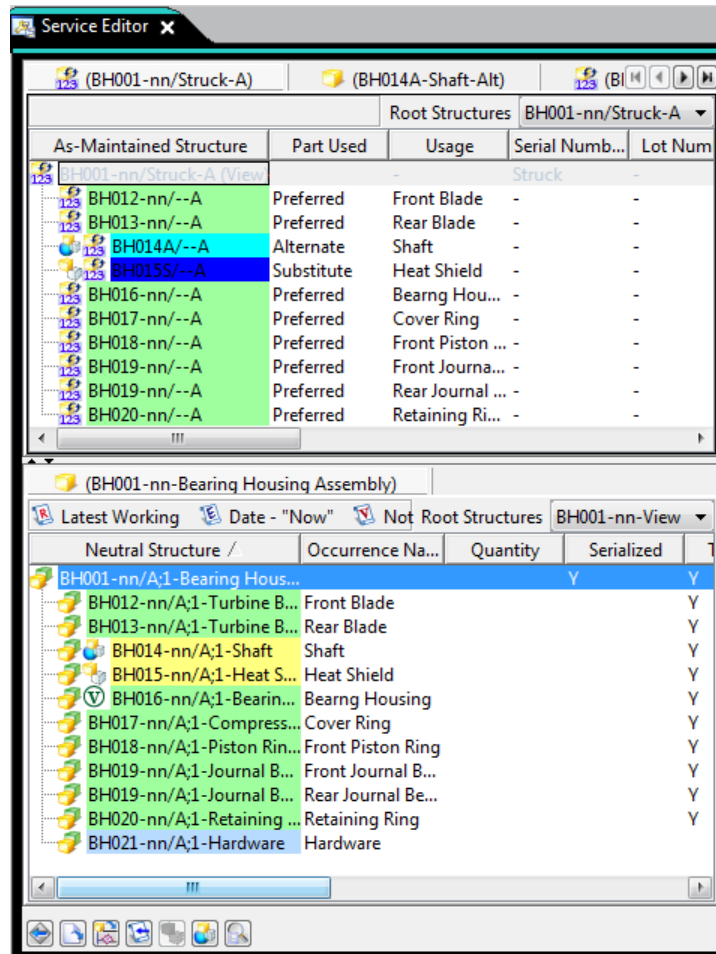 Service Editor
(BH001-nn/Struck-A) (BH014A-Shaft-Alt) (Bl
Root Structures BH001-nn/Struck-A
As-Maintained Structure Part Used Usage Serial Numb... Lot Num
BH001-nn/Struck-A (View) - Struck -
BH012-nn/--A Preferred Front Blade - -
BH013-nn/--A Preferred Rear Blade - -
BH014A/--A Alternate Shaft - -
BH015S/--A Substitute Heat Shield - -
BH016-nn/--A Preferred Bearng Hou... - -
BH017-nn/--A Preferred Cover Ring - -
BH018-nn/--A Preferred Front Piston ... - -
BH019-nn/--A Preferred Front Journa... - -
BH019-nn/--A Preferred Rear Journal ... - -
BH020-nn/--A Preferred Retaining Ri... - -
(BH001-nn-Bearing Housing Assembly)
Latest Working Date - "Now" Not Root Structures BH001-nn-View
Neutral Structure Occurrence Na... Quantity Serialized T
BH001-nn/A;1-Bearing Hous... Y Y
BH012-nn/A;1-Turbine B... Front Blade Y
BH013-nn/A;1-Turbine B... Rear Blade Y
BH014-nn/A;1-Shaft Shaft Y
BH015-nn/A;1-Heat S... Heat Shield Y
BH016-nn/A;1-Bearin... Bearng Housing Y
BH017-nn/A;1-Compress... Cover Ring Y
BH018-nn/A;1-Piston Rin... Front Piston Ring Y
BH019-nn/A;1-Journal B... Front Journal B... Y
BH019-nn/A;1-Journal B... Rear Journal Be... Y
BH020-nn/A;1-Retaining ... Retaining Ring Y
BH021-nn/A;1-Hardware Hardware